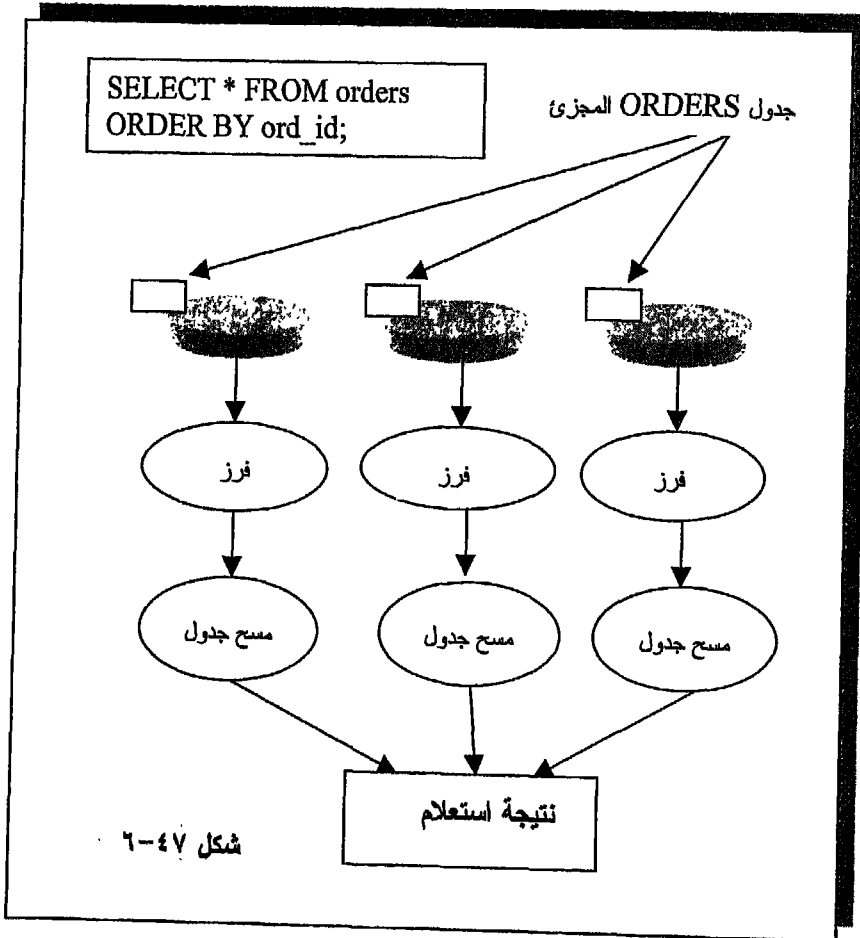 SELECT * FROM orders
ORDER BY ord_id;
جدول ORDERS المجزئ
فرز
فرز
فرز
مسح جدول
مسح جدول
مسح جدول
نتيجة استعلام
شكل ٤٧-٦